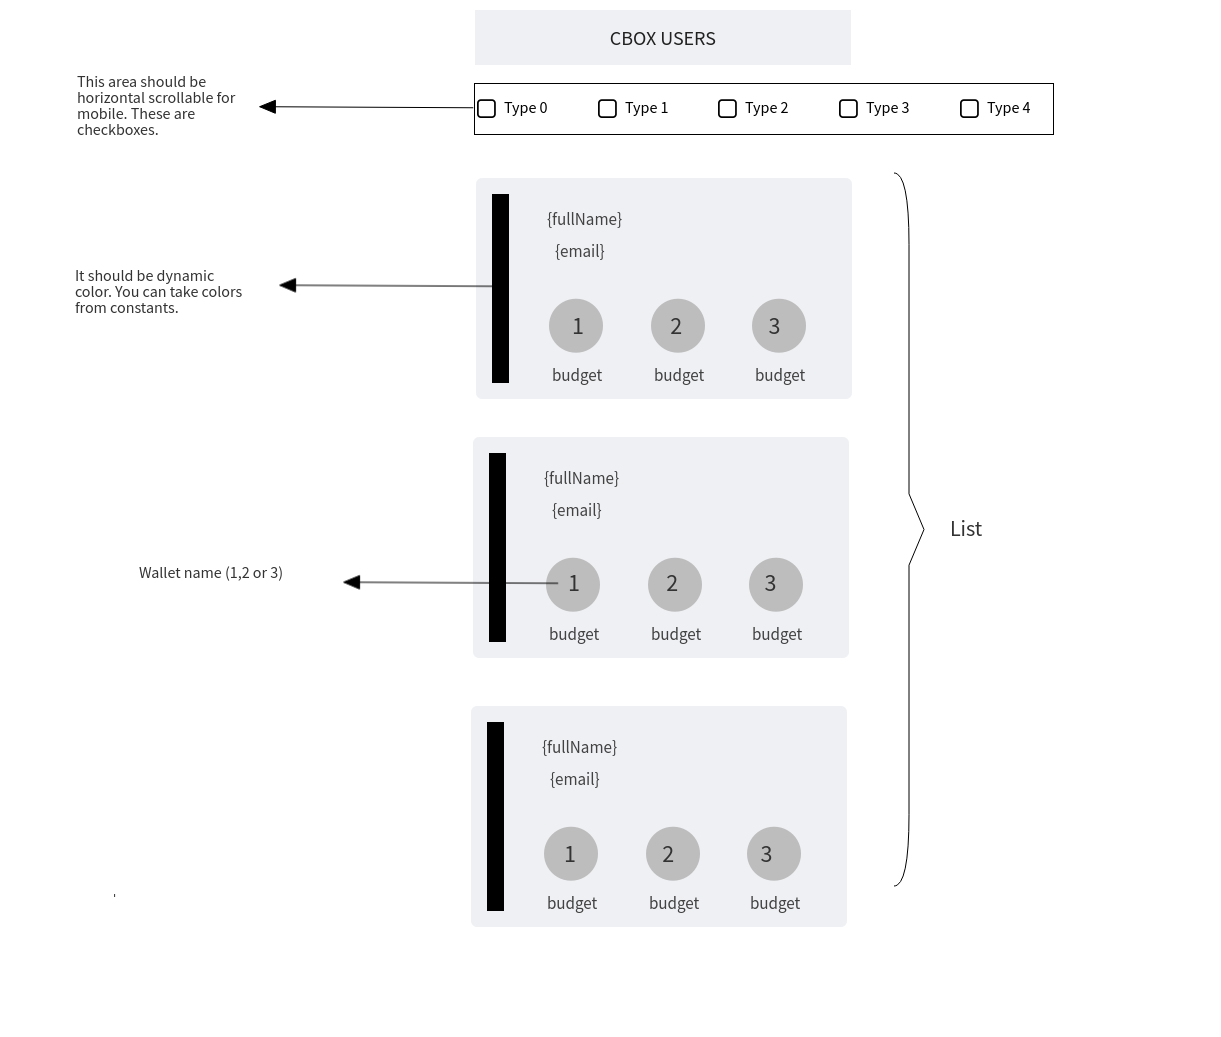 CBOX USERS
This area should be
horizontal scrollable for
mobile. These are
checkboxes.
Type 0 Type 1 Type 2 Type 3 Type 4
{fullName}
{email}
It should be dynamic
color. You can take colors
from constants.
1 2 3
budget budget budget
{fullName}
{email}
List
Wallet name (1,2 or 3)
1 2 3
budget budget budget
{fullName}
{email}
1 2 3
budget budget budget